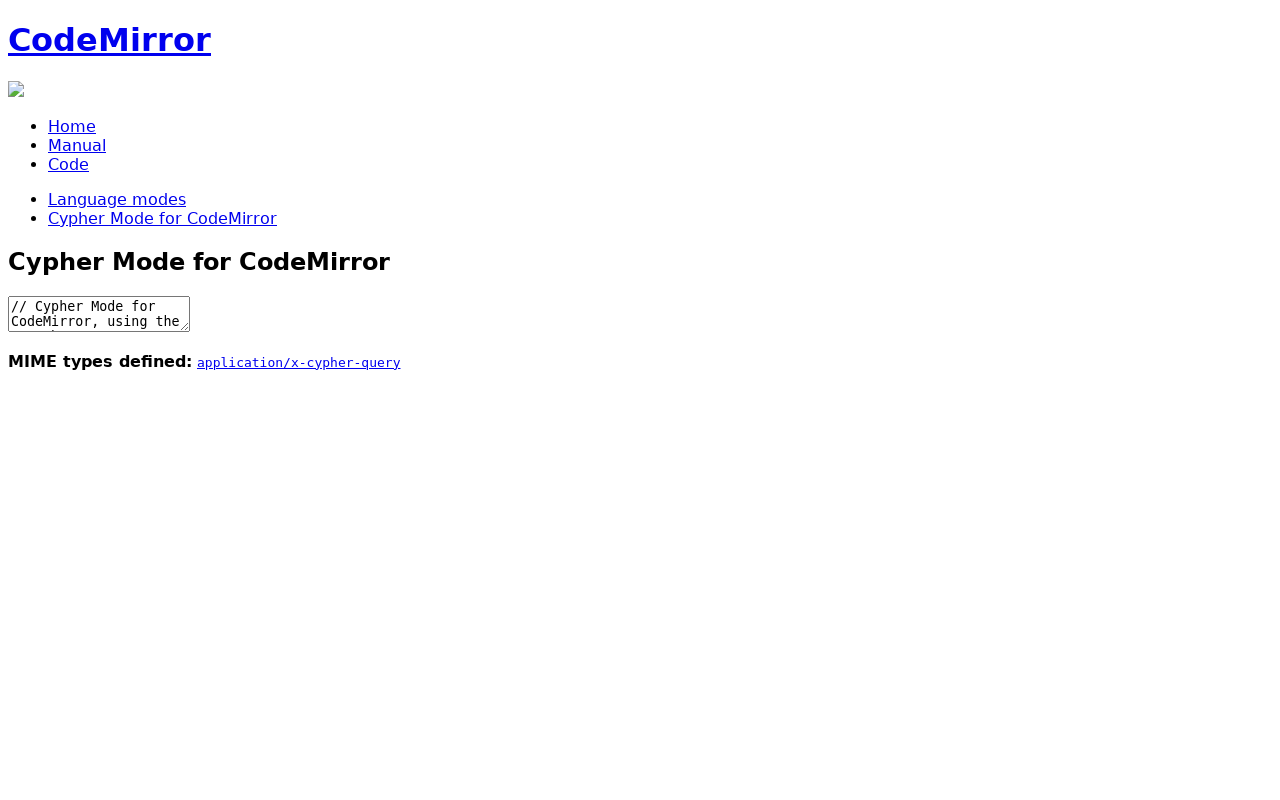 CodeMirror
Home
Manual
Code
Language modes
Cypher Mode for CodeMirror
Cypher Mode for CodeMirror
// Cypher Mode for
CodeMirror, using the
MIME types defined: application/x-cypher-query